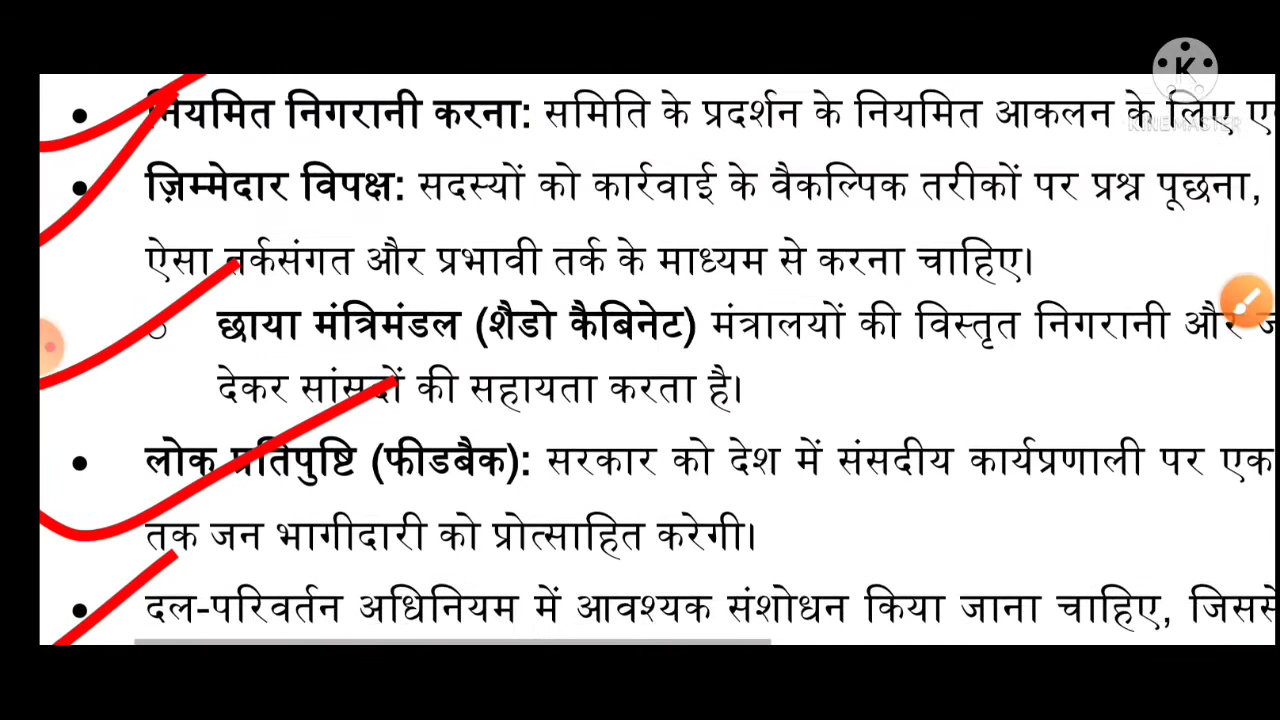 • नियमित निगरानी करना: समिति के प्रदर्शन के नियमित आकलन के लिए
• ज़िम्मेदार विपक्ष: सदस्यों को कार्रवाई के वैकल्पिक तरीकों पर प्रश्न पूछना,
ऐसा तर्कसंगत और प्रभावी तर्क के माध्यम से करना चाहिए।
○ छाया मंत्रिमंडल (शैडो कैबिनेट) मंत्रालयों की विस्तृत निगरानी और
देकर सांसदों की सहायता करता है।
• लोक प्रतिपुष्टि (फीडबैक): सरकार को देश में संसदीय कार्यप्रणाली पर एक
तक जन भागीदारी को प्रोत्साहित करेगी।
• दल-परिवर्तन अधिनियम में आवश्यक संशोधन किया जाना चाहिए, जिससे
K
KINEMASTER